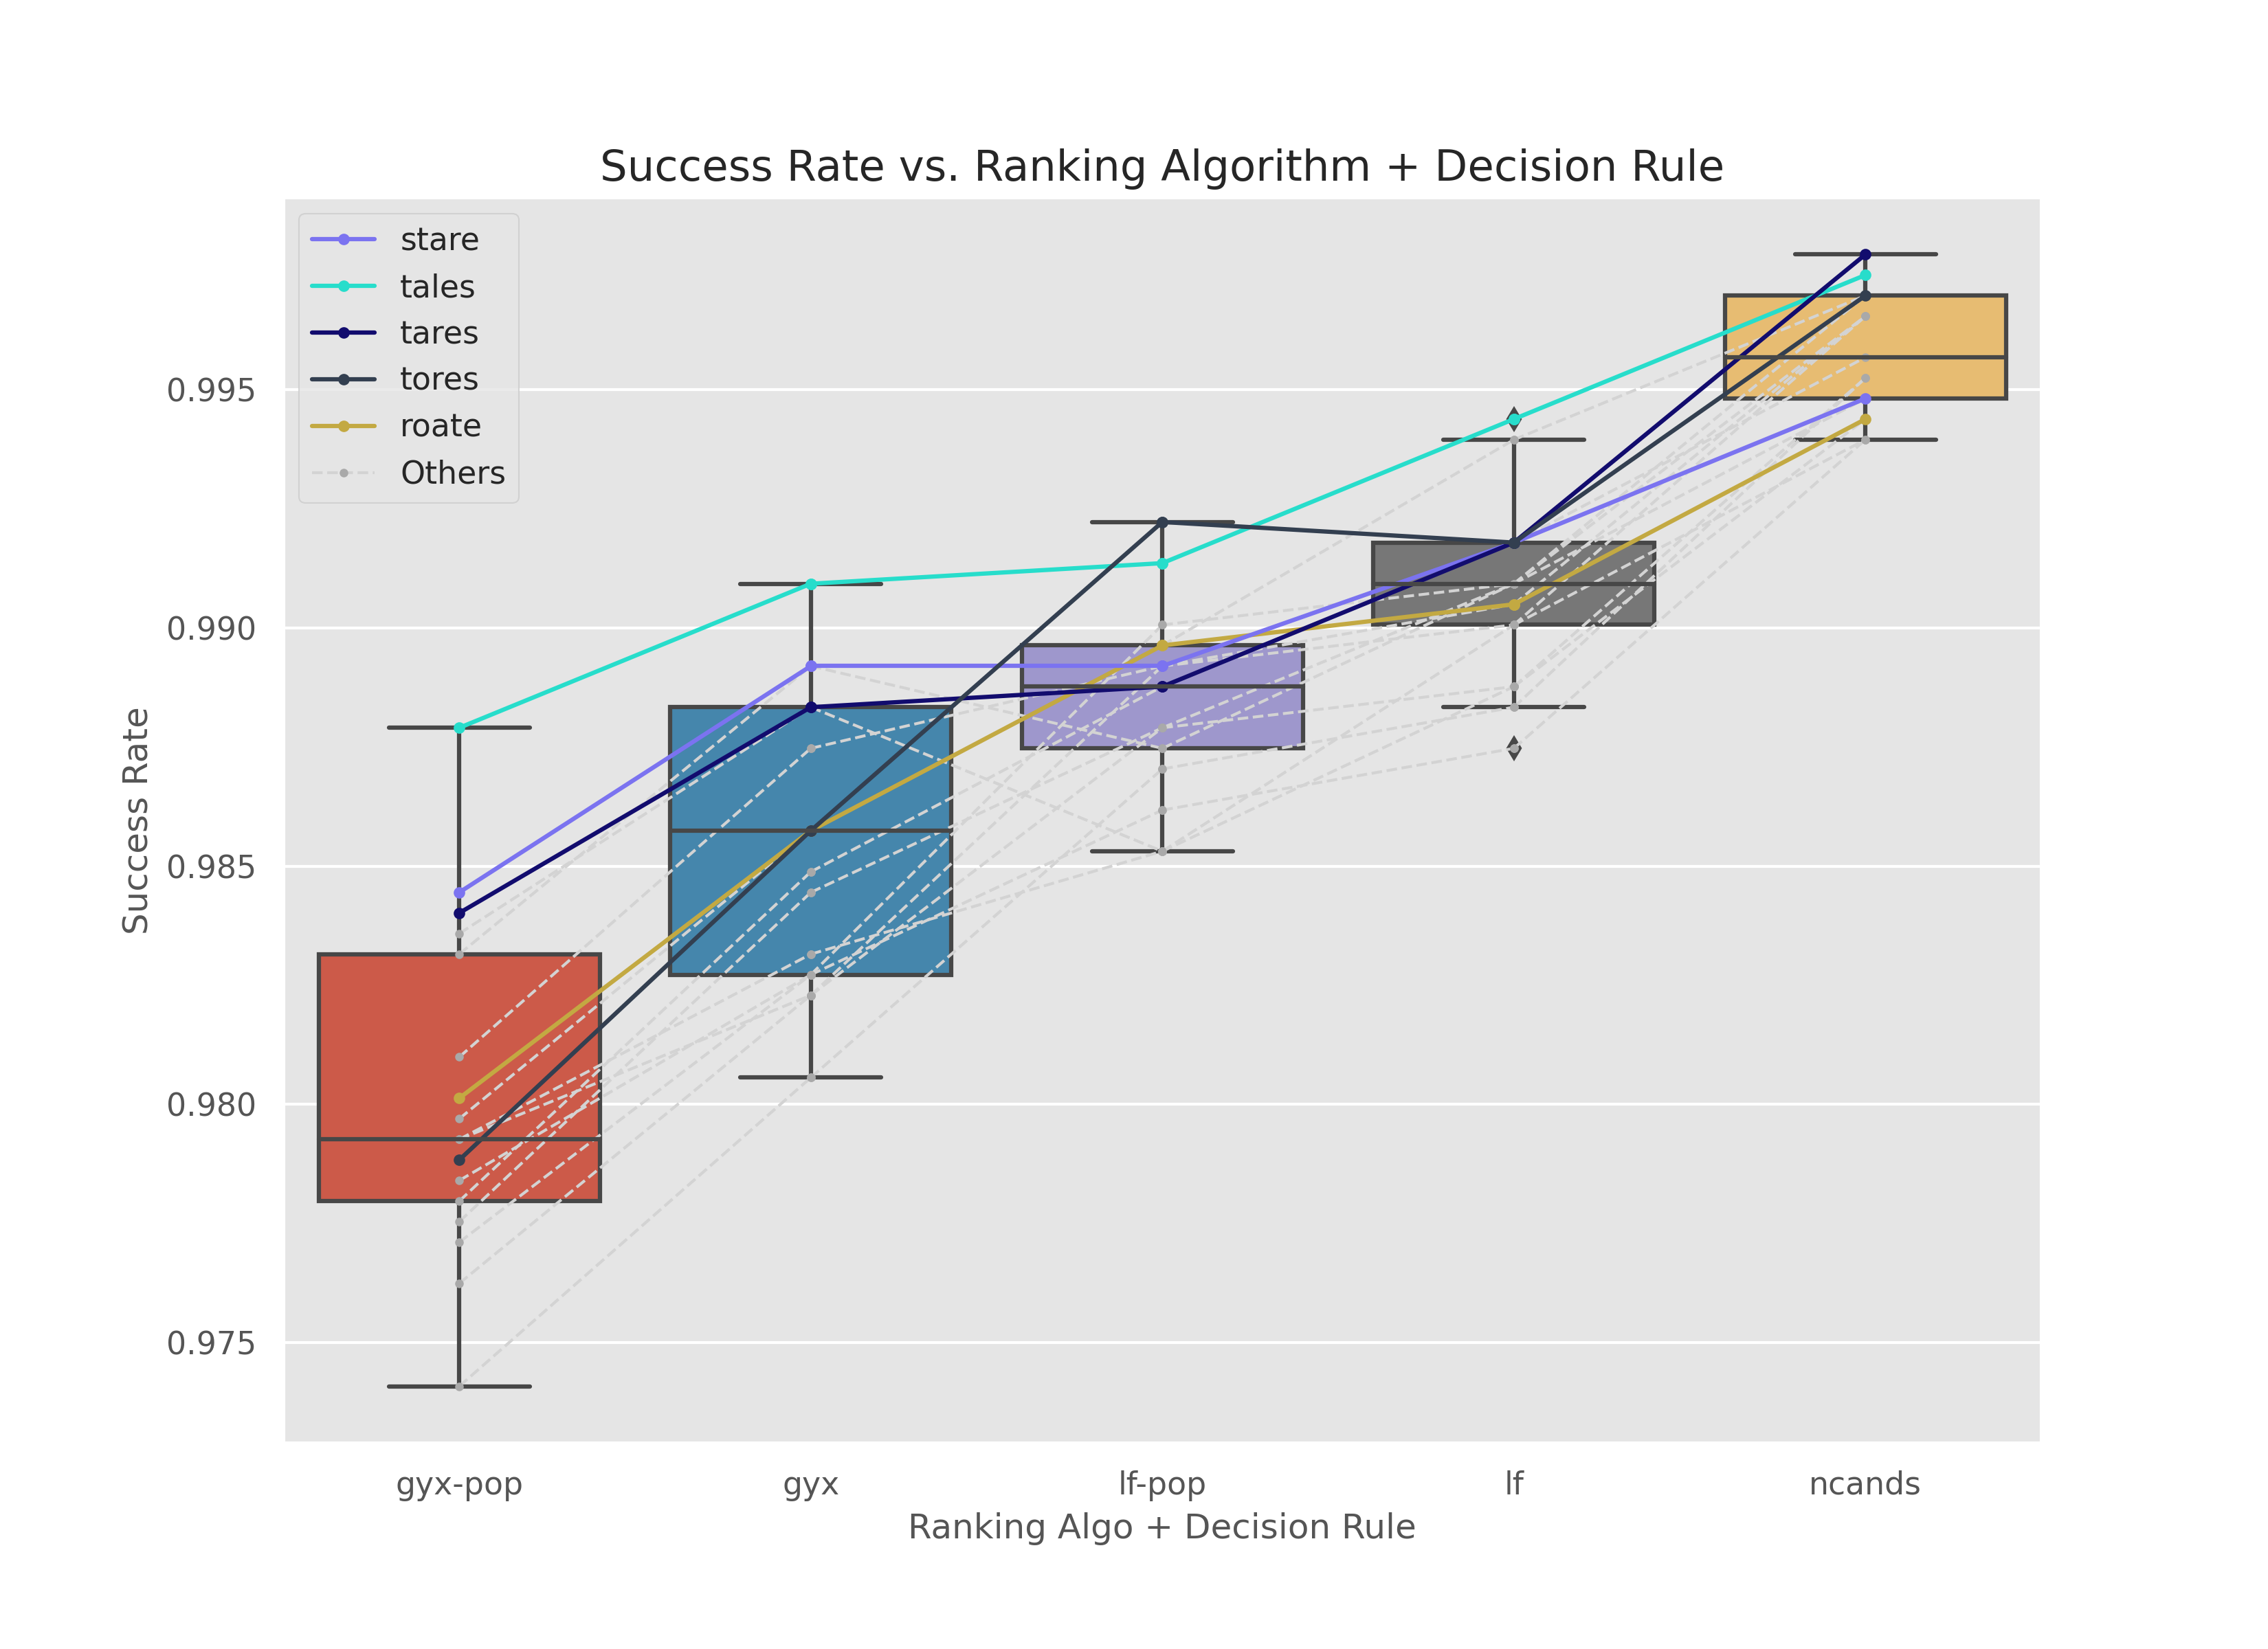 Success Rate vs. Ranking Algorithm + Decision Rule
stare
tales
tares
tores
roate
Others
0.995
0.990
0.985
0.980
0.975
Success Rate
gyx-pop
gyx
lf-pop
lf
ncands
Ranking Algo + Decision Rule